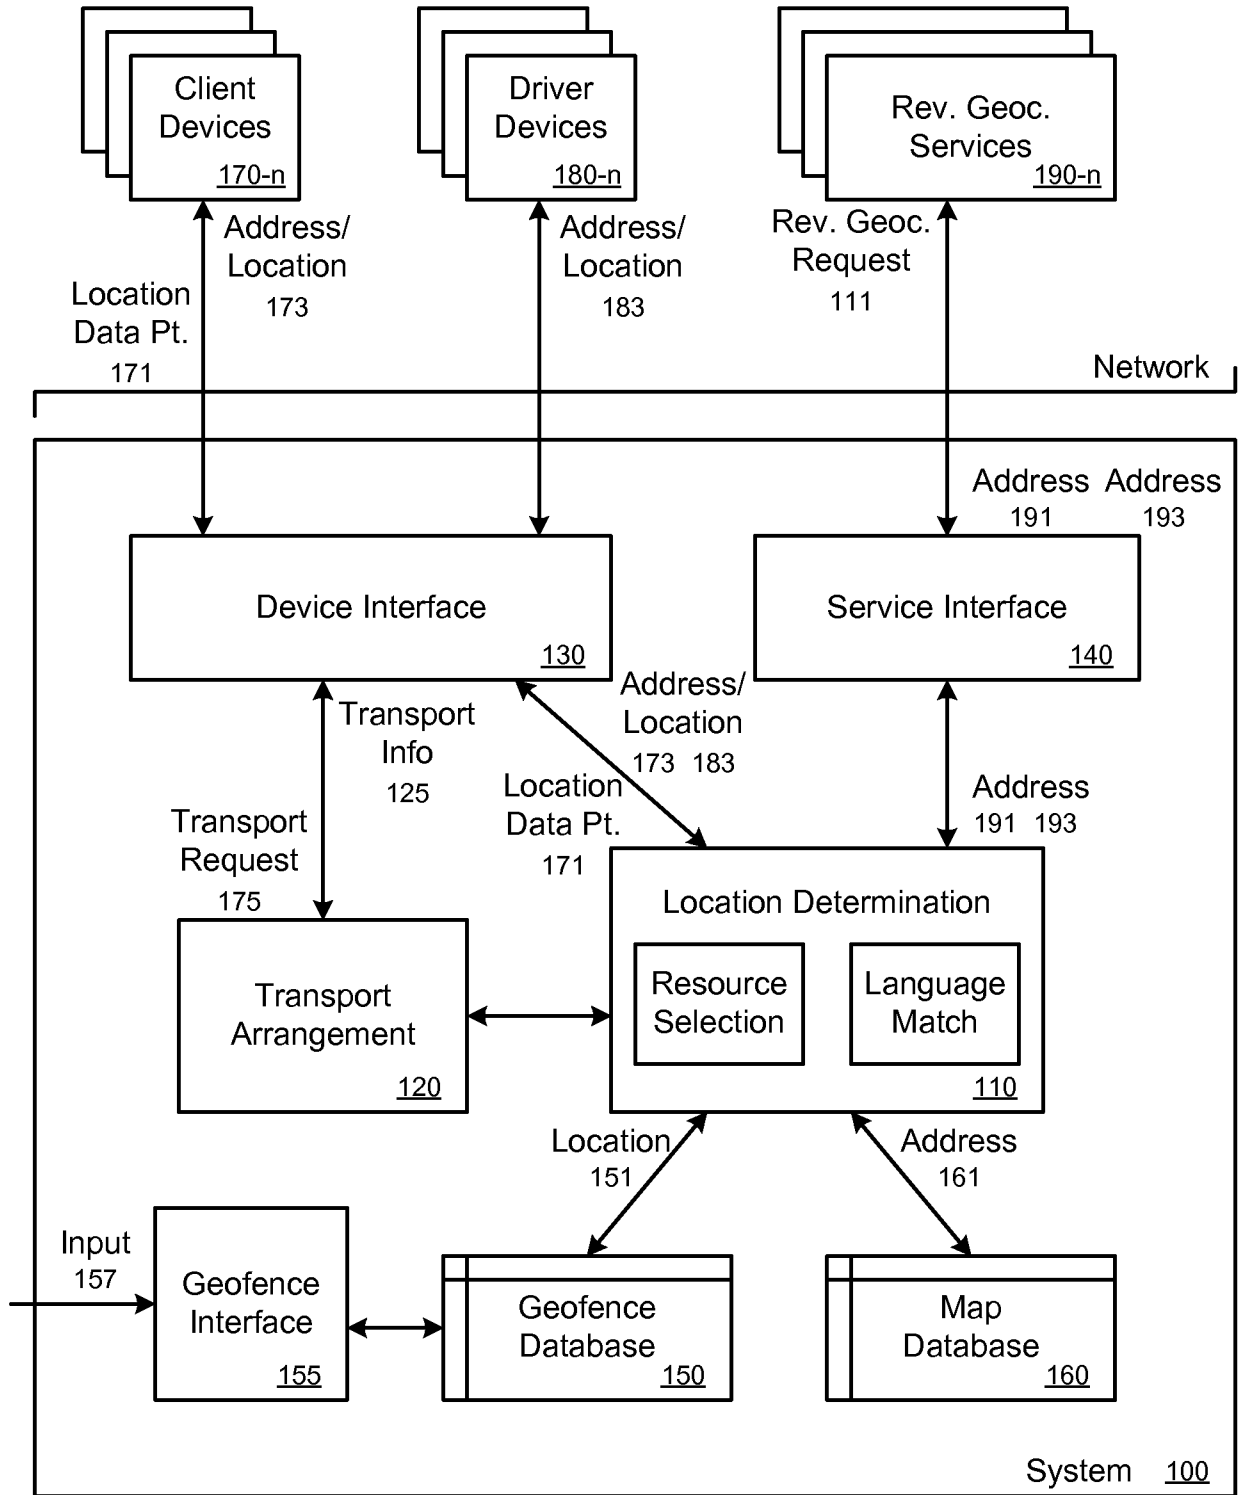 Client
Devices
170-n
Driver
Devices
180-n
Rev. Geoc.
Services
190-n
Address/
Location
173
Address/
Location
183
Rev. Geoc.
Request
111
Location
Data Pt.
171
Network
Address
191
Address
193
Device Interface
130
Service Interface
140
Transport
Info
125
Address/
Location
173 183
Location
Data Pt.
171
Address
191 193
Transport
Request
175
Location Determination
Resource
Selection
Language
Match
110
Transport
Arrangement
120
Location
151
Address
161
Input
157
Geofence
Interface
155
Geofence
Database
150
Map
Database
160
System 100